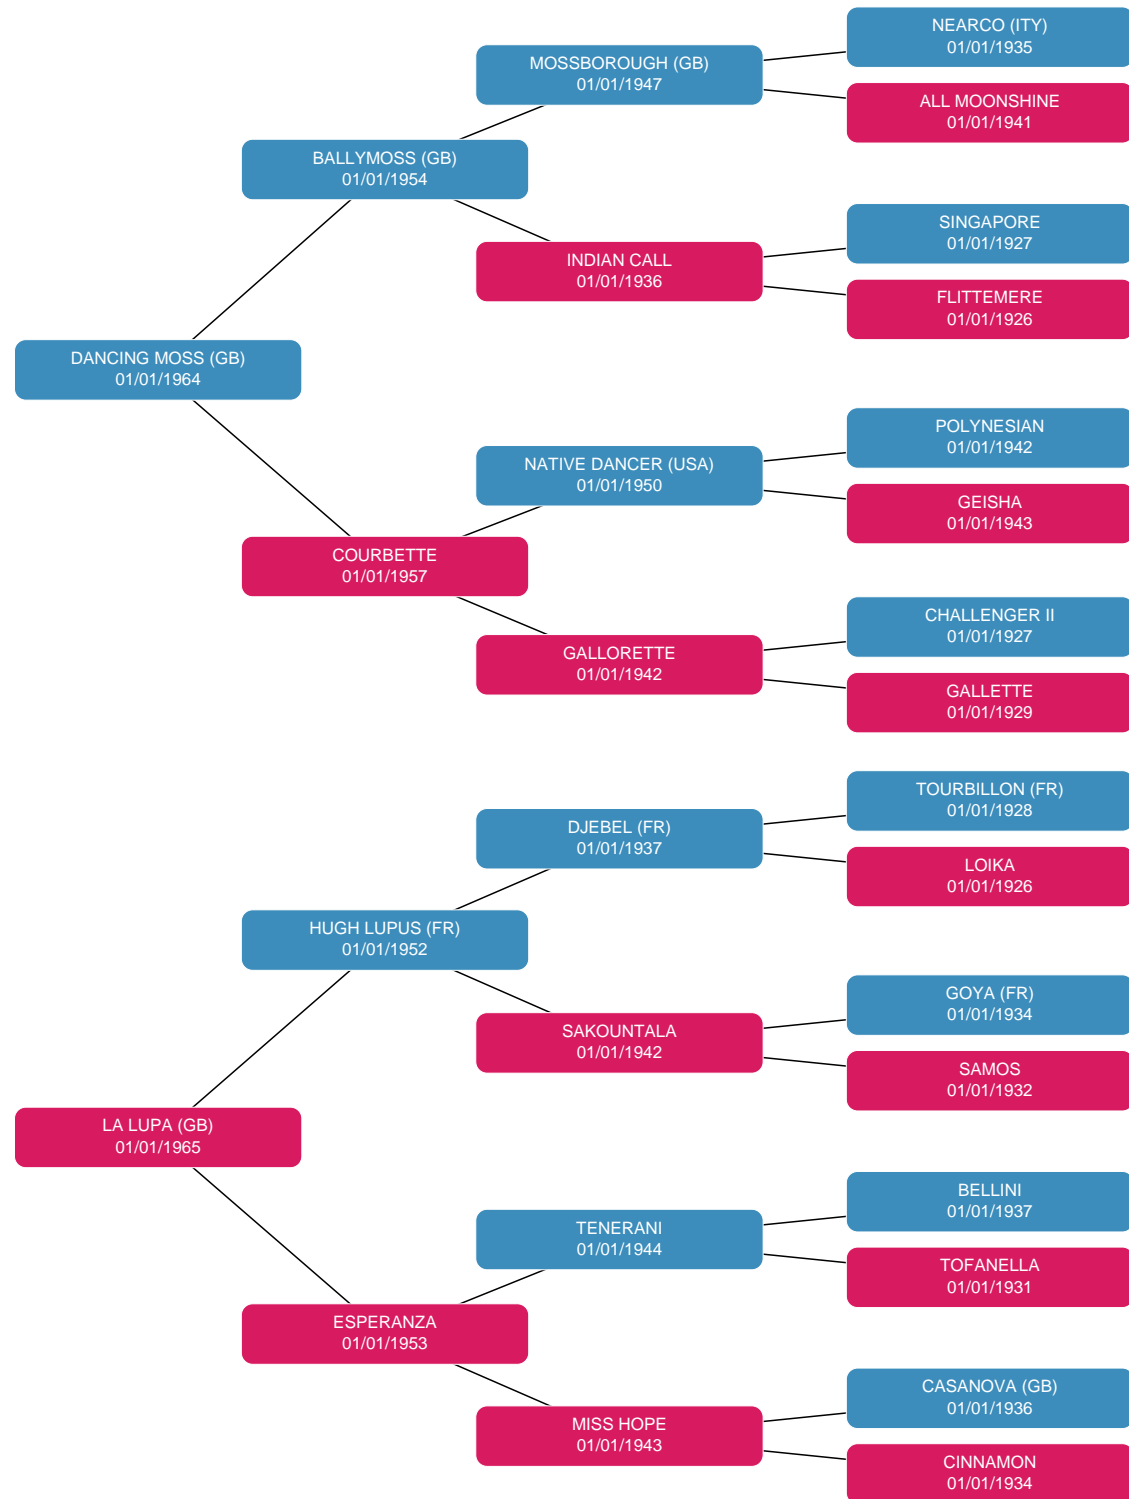 NEARCO (ITY)
01/01/1935
MOSSBOROUGH (GB)
01/01/1947
ALL MOONSHINE
01/01/1941
BALLYMOSS (GB)
01/01/1954
SINGAPORE
01/01/1927
INDIAN CALL
01/01/1936
FLITTEMERE
01/01/1926
DANCING MOSS (GB)
01/01/1964
POLYNESIAN
01/01/1942
NATIVE DANCER (USA)
01/01/1950
GEISHA
01/01/1943
COURBETTE
01/01/1957
CHALLENGER II
01/01/1927
GALLORETTE
01/01/1942
GALLETTE
01/01/1929
TOURBILLON (FR)
01/01/1928
DJEBEL (FR)
01/01/1937
LOIKA
01/01/1926
HUGH LUPUS (FR)
01/01/1952
GOYA (FR)
01/01/1934
SAKOUNTALA
01/01/1942
SAMOS
01/01/1932
LA LUPA (GB)
01/01/1965
BELLINI
01/01/1937
TENERANI
01/01/1944
TOFANELLA
01/01/1931
ESPERANZA
01/01/1953
CASANOVA (GB)
01/01/1936
MISS HOPE
01/01/1943
CINNAMON
01/01/1934